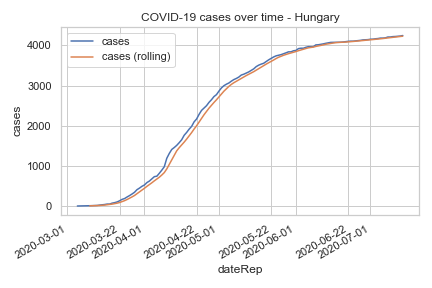 COVID-19 cases over time - Hungary
cases
cases (rolling)
cases
4000
3000
2000
1000
0
2020-03-01
2020-03-22
2020-04-01
2020-04-22
2020-05-01
2020-05-22
2020-06-01
2020-06-22
2020-07-01
dateRep